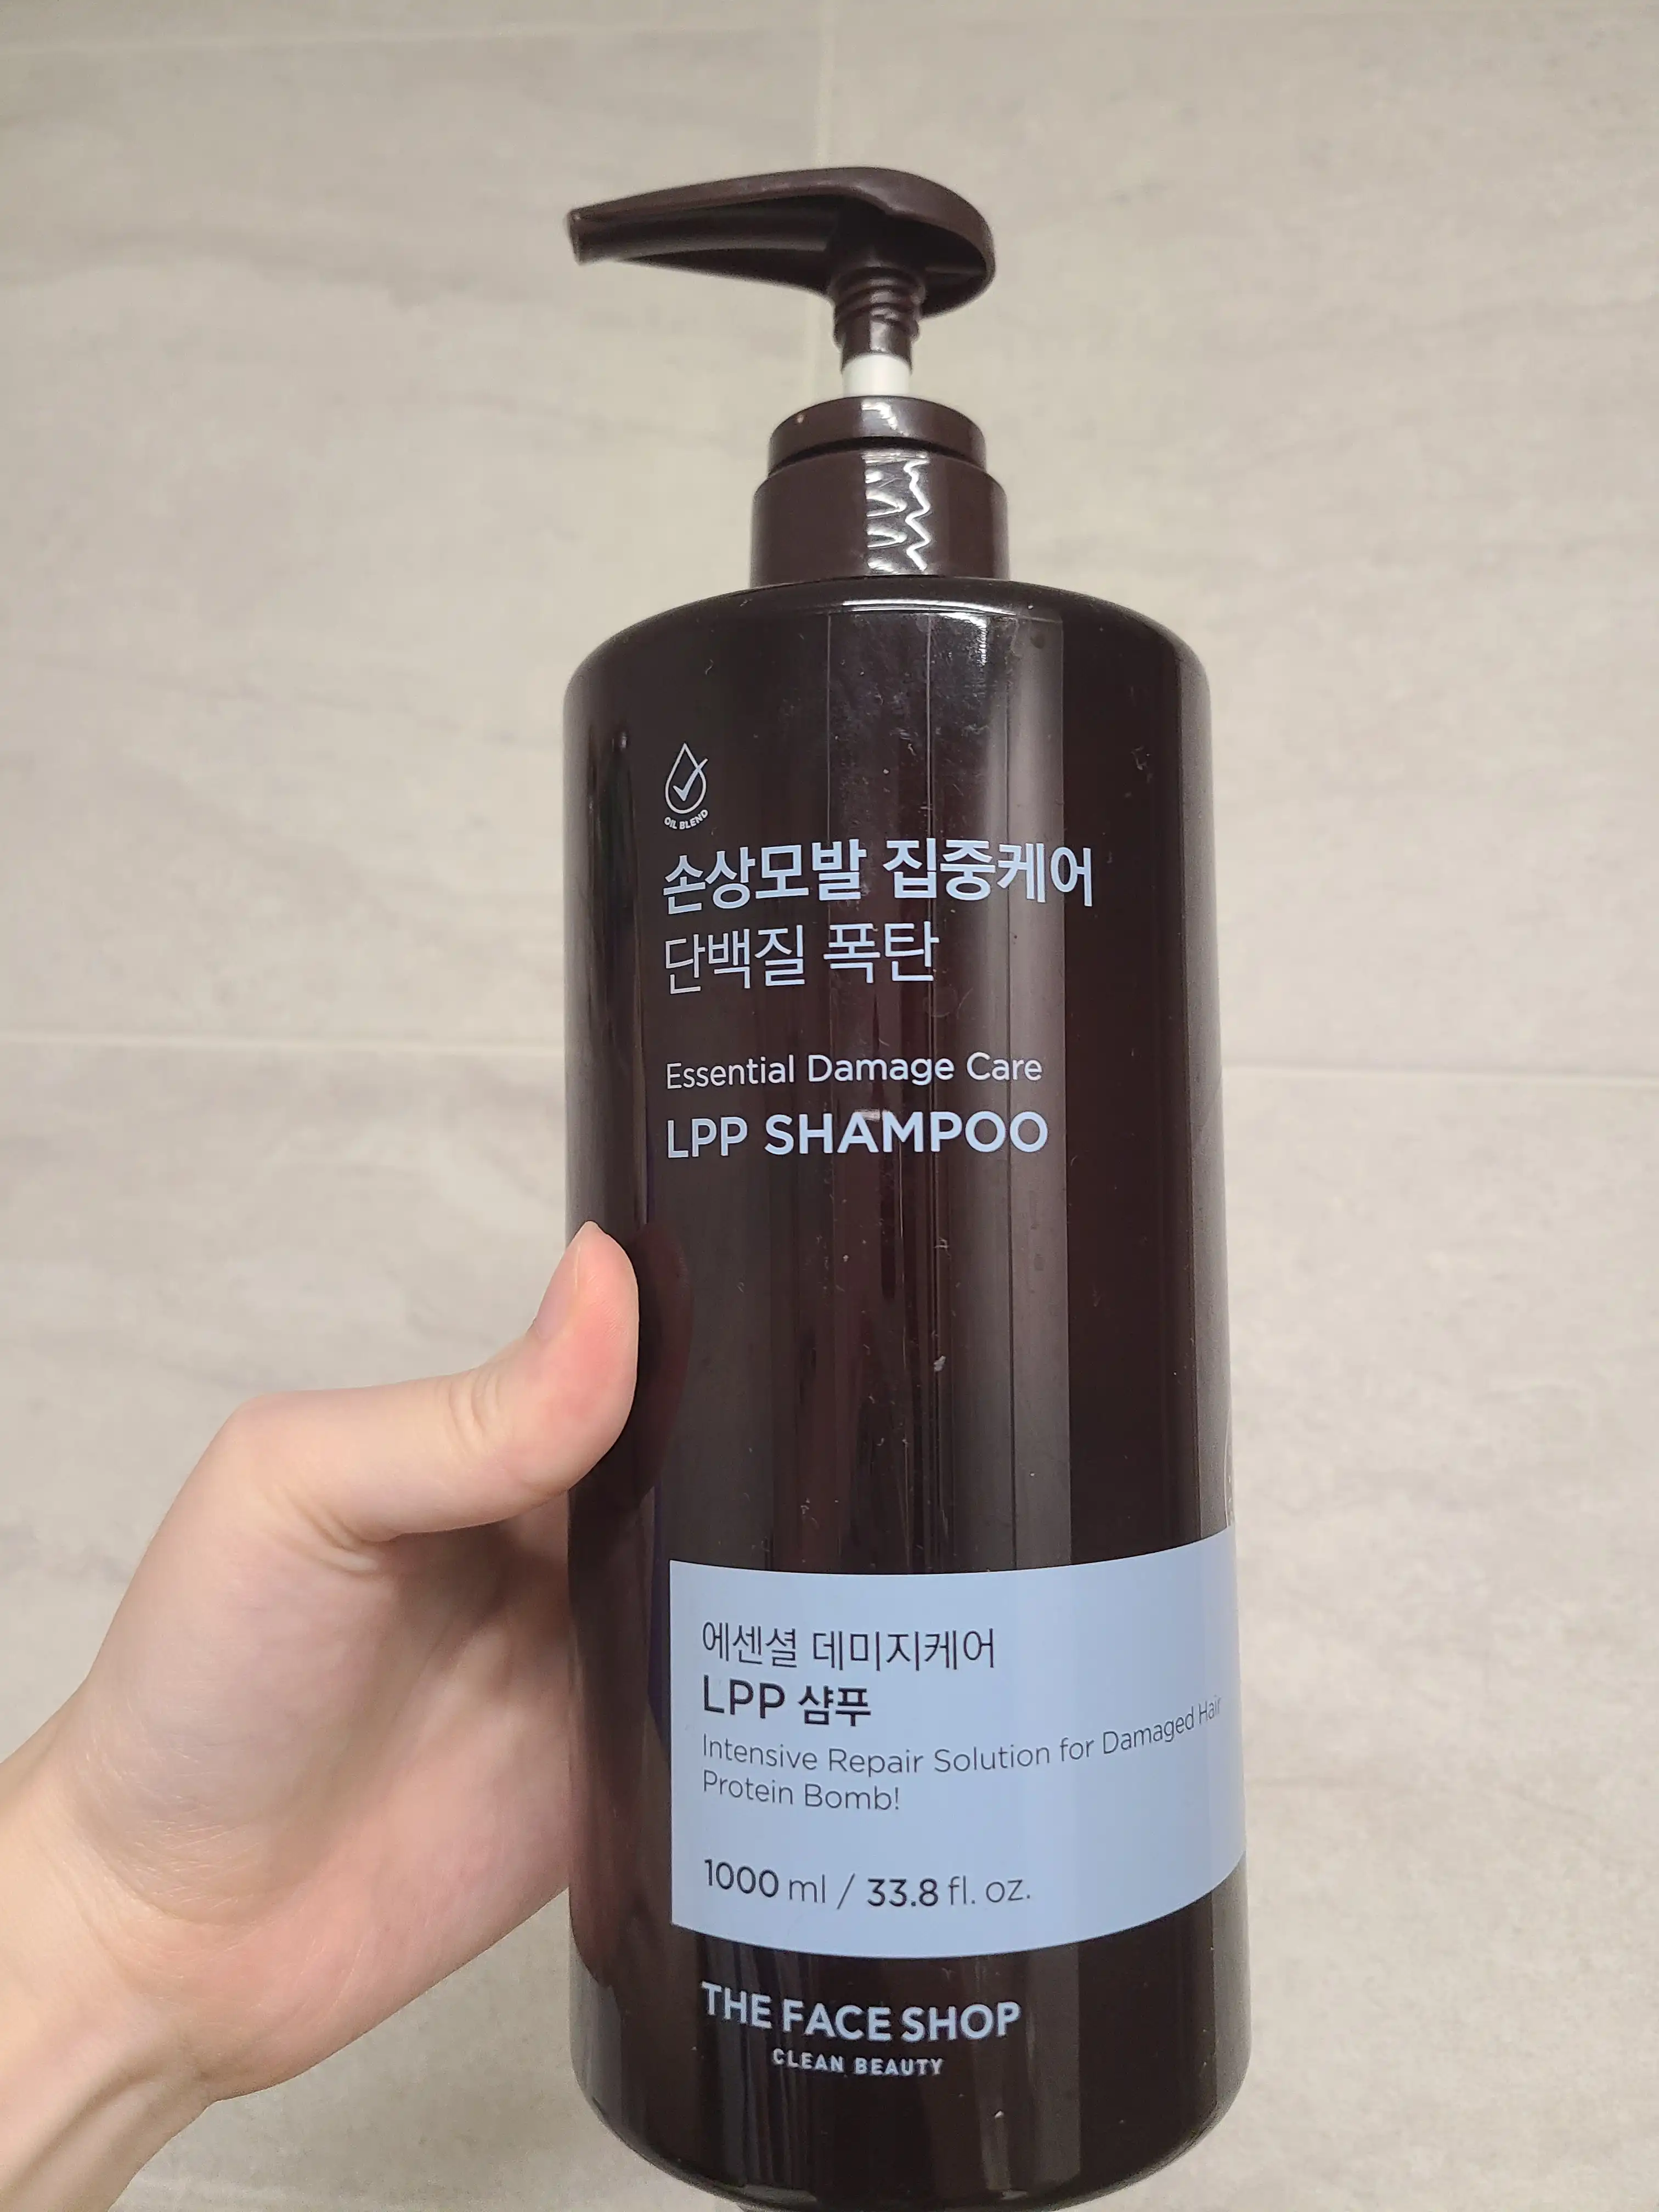 OIL BLEND
손상모발 집중케어
단백질 폭탄
Essential Damage Care
LPP SHAMPOO
에센셜 데미지케어
LPP 샴푸
Intensive Repair Solution for Damaged Hair
Protein Bomb!
1000 ml / 33.8 fl. oz.
THE FACE SHOP
CLEAN BEAUTY